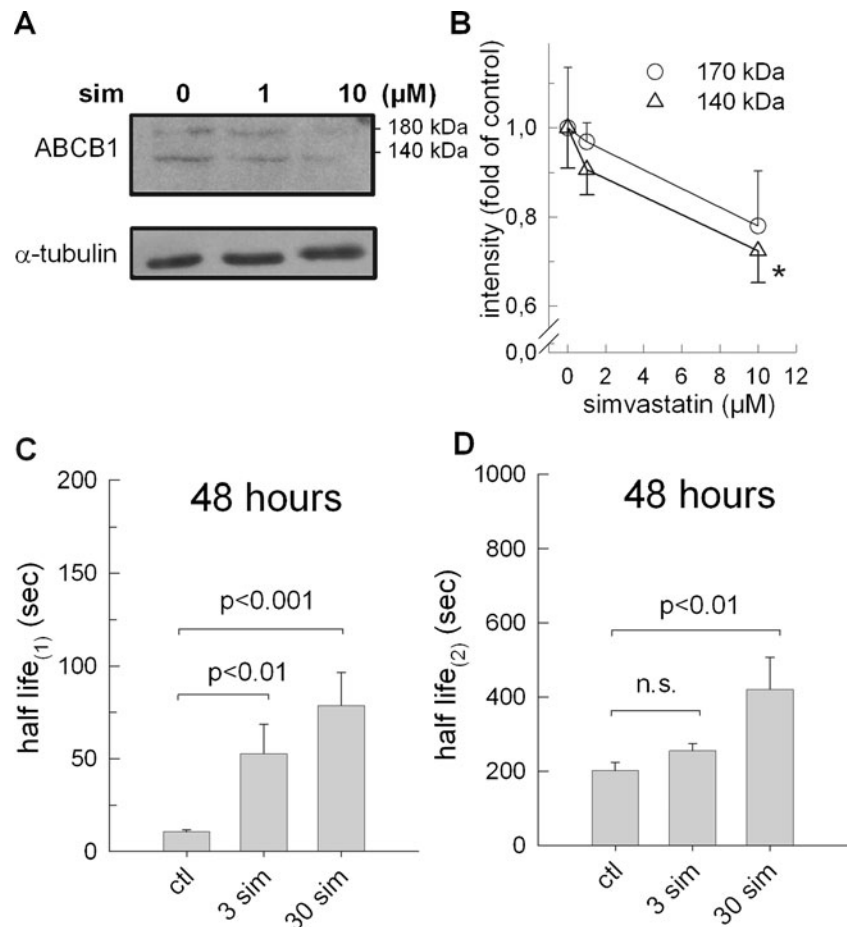 A
sim 0 1 10 (µM)
ABCB1
180 kDa
140 kDa
α-tubulin
B
170 kDa
140 kDa
intensity (fold of control)
1,0
0,8
0,6
0,0
0 2 4 6 8 10 12
simvastatin (µM)
*
C
48 hours
half life(1) (sec)
200
150
100
50
0
p<0.001
p<0.01
ctl
3 sim
30 sim
D
48 hours
half life(2) (sec)
1000
800
600
400
200
0
p<0.01
n.s.
ctl
3 sim
30 sim